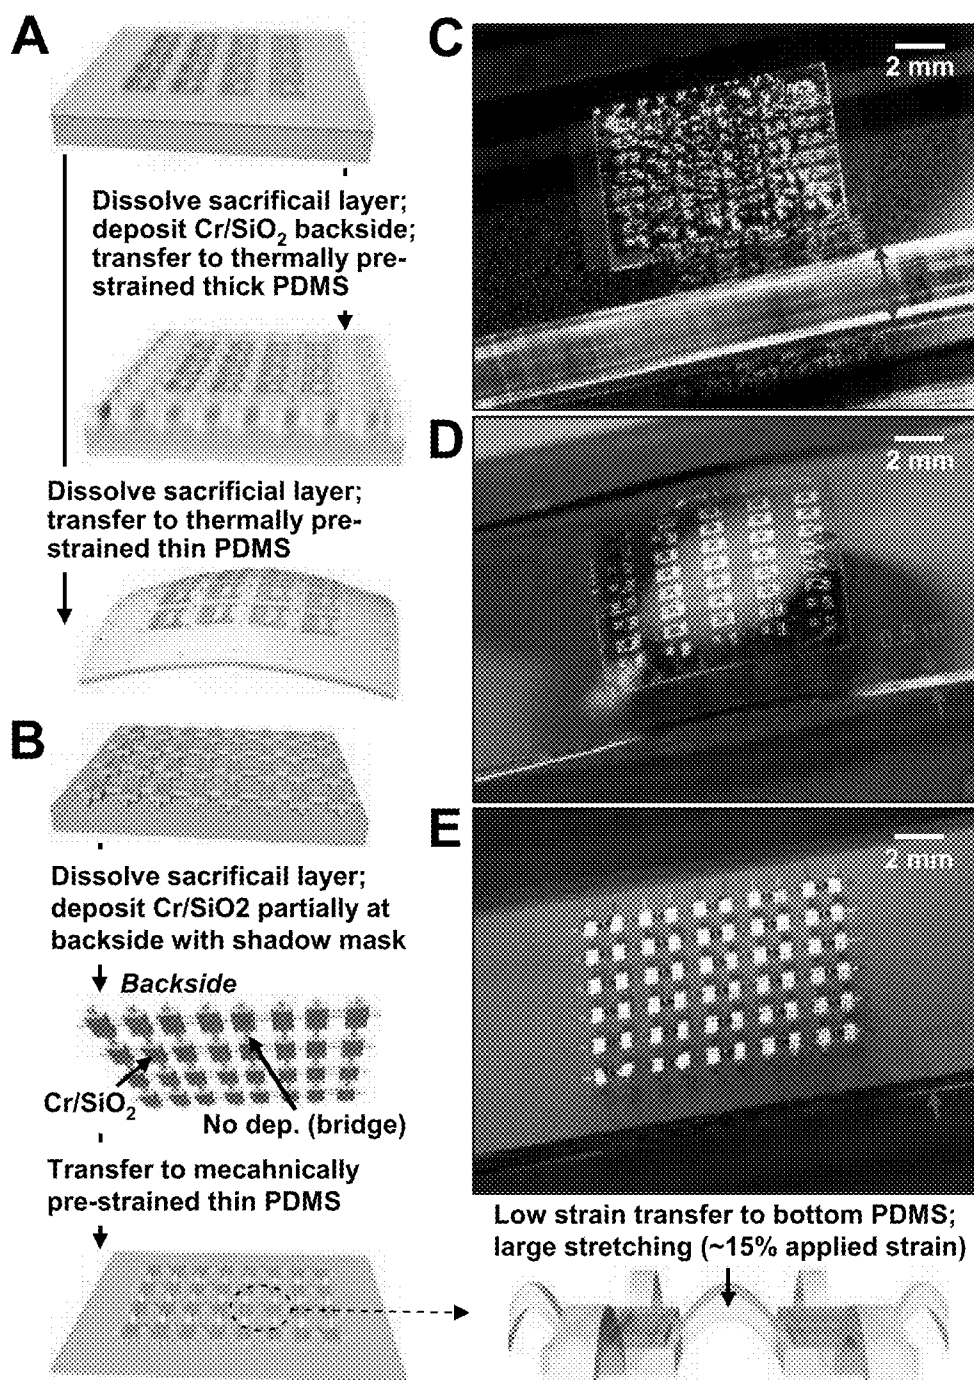 A
Dissolve sacrificail layer;
deposit Cr/SiO2 backside;
transfer to thermally pre-
strained thick PDMS
Dissolve sacrificial layer;
transfer to thermally pre-
strained thin PDMS
B
Dissolve sacrificail layer;
deposit Cr/SiO2 partially at
backside with shadow mask
Backside
Cr/SiO2
No dep. (bridge)
Transfer to mecahnically
pre-strained thin PDMS
C
2 mm
D
2 mm
E
2 mm
Low strain transfer to bottom PDMS;
large stretching (~15% applied strain)